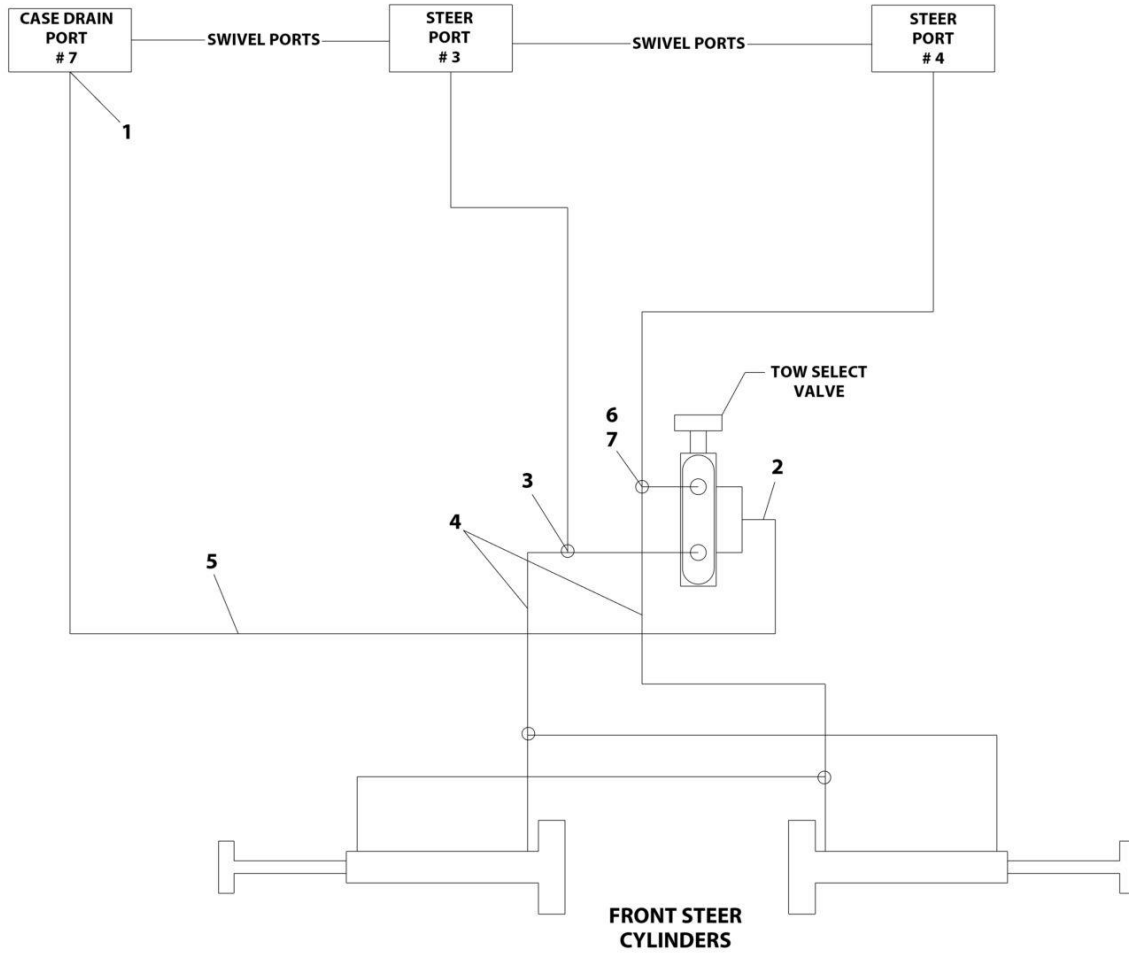 CASE DRAIN
PORT
# 7
SWIVEL PORTS
STEER
PORT
# 3
SWIVEL PORTS
STEER
PORT
# 4
1
TOW SELECT
VALVE
6
7
2
3
4
5
FRONT STEER
CYLINDERS